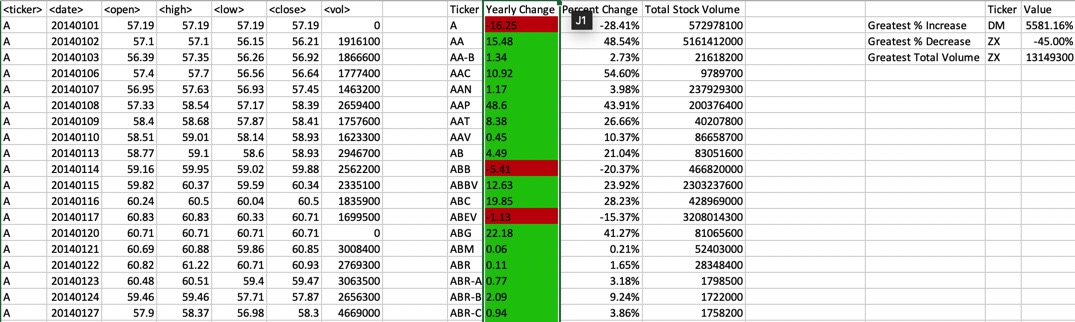 <ticker> <date> <open> <high> <low> <close> <vol> Ticker Yearly Change Percent Change Total Stock Volume Ticker Value
A 20140101 57.19 57.19 57.19 57.19 0 A -16.25 J1 -28.41% 572978100 Greatest % Increase DM 5581.16%
A 20140102 57.1 57.1 56.15 56.21 1916100 AA 15.48 48.54% 5161412000 Greatest % Decrease ZX -45.00%
A 20140103 56.39 57.35 56.26 56.92 1866600 AA-B 1.34 2.73% 21618200 Greatest Total Volume ZX 13149300
A 20140106 57.4 57.7 56.56 56.64 1777400 AAC 10.92 54.60% 9789700
A 20140107 56.95 57.63 56.93 57.45 1463200 AAN 1.17 3.98% 237929300
A 20140108 57.33 58.54 57.17 58.39 2659400 AAP 48.6 43.91% 200376400
A 20140109 58.4 58.68 57.87 58.41 1757600 AAT 8.38 26.66% 40207800
A 20140110 58.51 59.01 58.14 58.93 1623300 AAV 0.45 10.37% 86658700
A 20140113 58.77 59.1 58.6 58.93 2946700 AB 4.49 21.04% 83051600
A 20140114 59.16 59.95 59.02 59.88 2562200 ABB -5.41 -20.37% 466820000
A 20140115 59.82 60.37 59.59 60.34 2335100 ABBV 12.63 23.92% 2303237600
A 20140116 60.24 60.5 60.04 60.5 1835900 ABC 19.85 28.23% 428969000
A 20140117 60.83 60.83 60.33 60.71 1699500 ABEV -1.13 -15.37% 3208014300
A 20140120 60.71 60.71 60.71 60.71 0 ABG 22.18 41.27% 81065600
A 20140121 60.69 60.88 59.86 60.85 3008400 ABM 0.06 0.21% 52403000
A 20140122 60.82 61.22 60.71 60.93 2769300 ABR 0.11 1.65% 28348400
A 20140123 60.48 60.51 59.4 59.47 3063500 ABR-A 0.77 3.18% 3798500
A 20140124 59.46 59.46 57.71 57.87 2656300 ABR-B 2.09 9.24% 1722000
A 20140127 57.9 58.37 56.98 58.3 4669000 ABR-C 0.94 3.86% 1758200